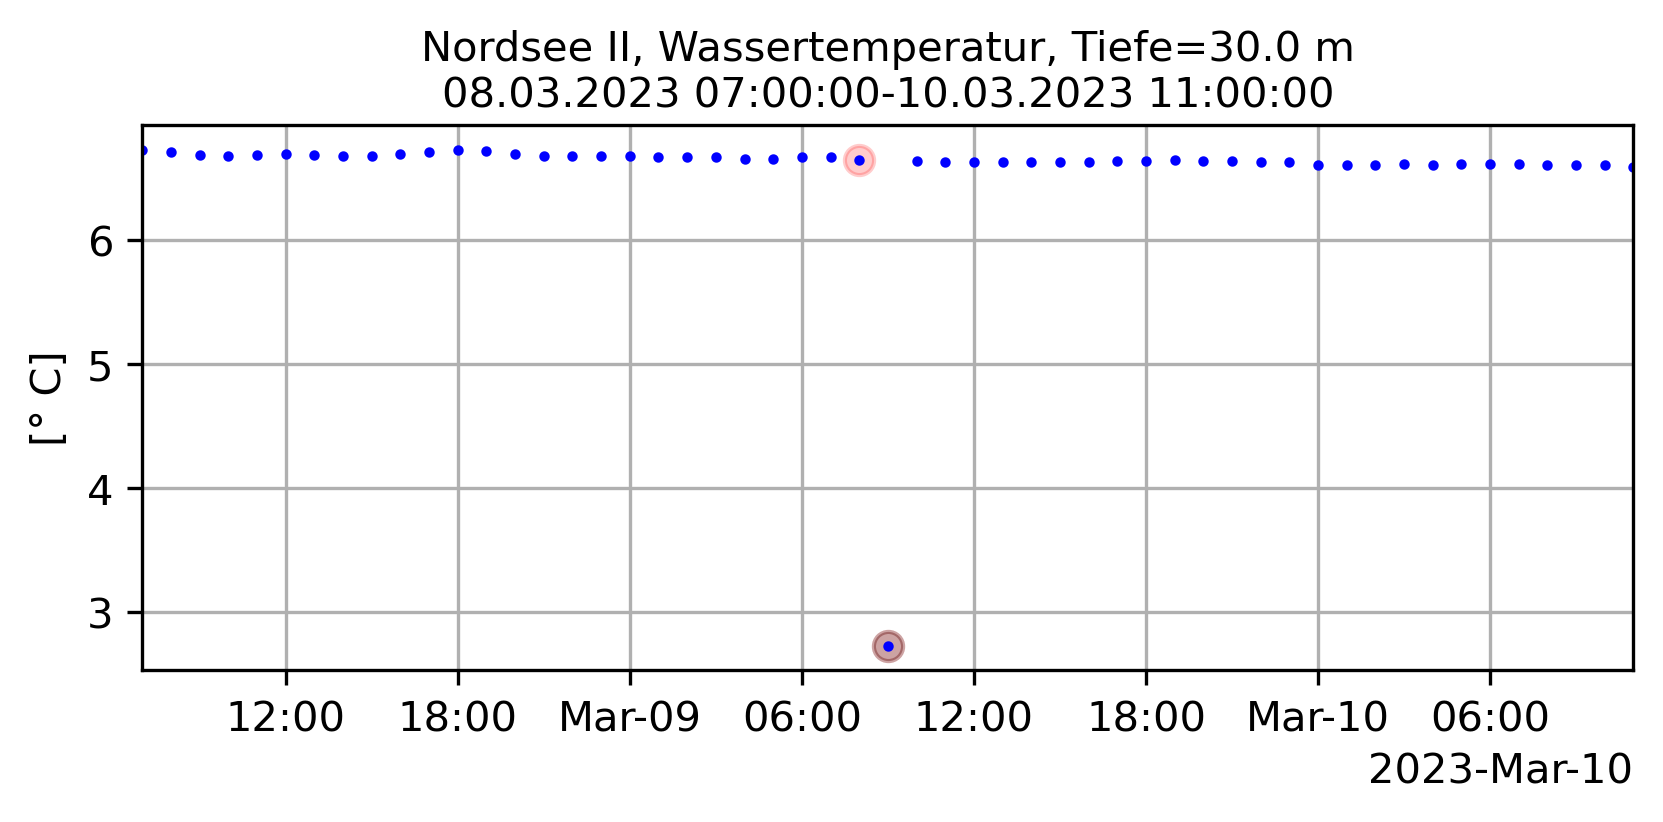 Nordsee II, Wassertemperatur, Tiefe=30.0 m
08.03.2023 07:00:00-10.03.2023 11:00:00
[° C]
6
5
4
3
12:00 18:00 Mar-09 06:00 12:00 18:00 Mar-10 06:00
2023-Mar-10